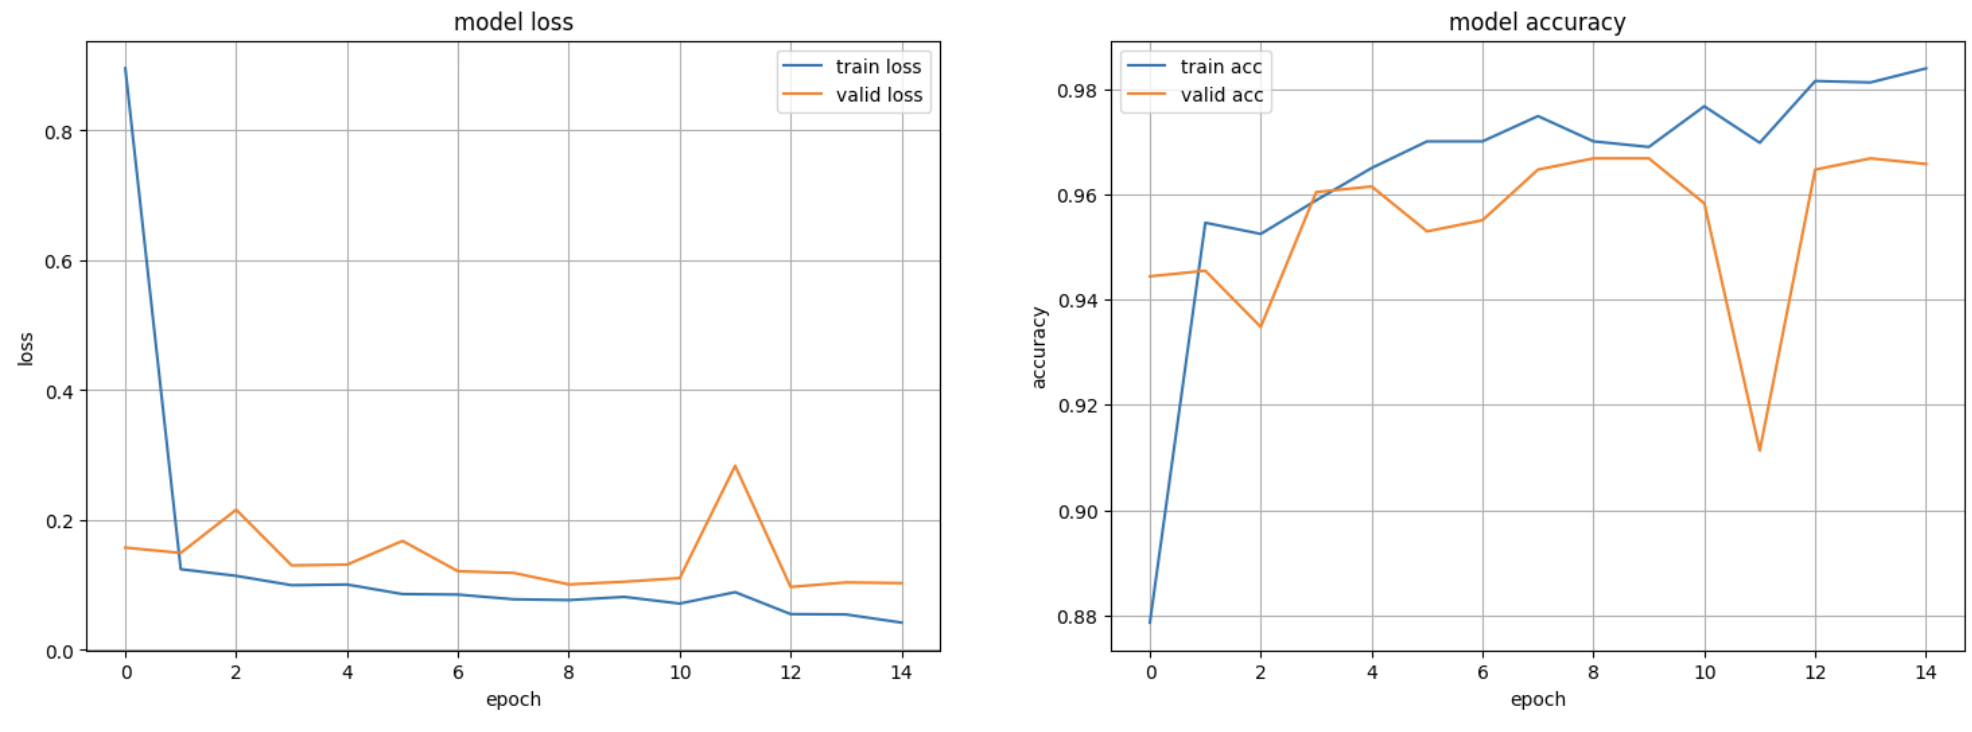 model loss
train loss
valid loss
0.8
0.6
0.4
0.2
0.0
loss
0 2 4 6 8 10 12 14
epoch
model accuracy
train acc
valid acc
0.98
0.96
0.94
0.92
0.90
0.88
accuracy
0 2 4 6 8 10 12 14
epoch